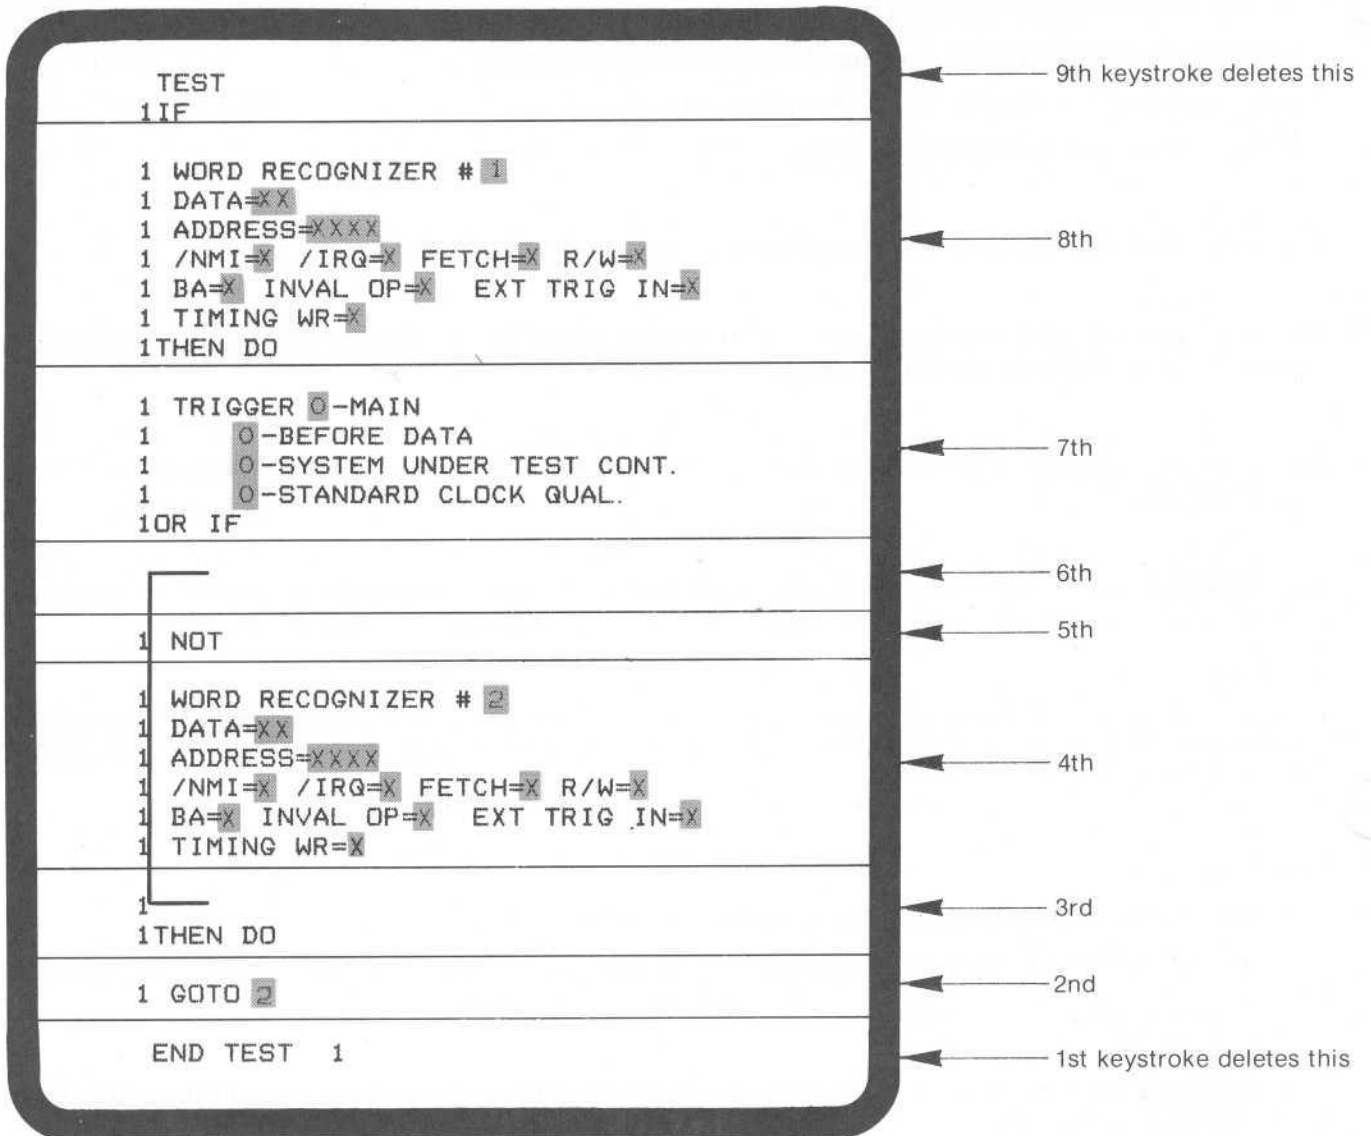 TEST
9th keystroke deletes this
1IF
1 WORD RECOGNIZER # 1
1 DATA=XX
1 ADDRESS=XXXX
8th
1 /NMI=X /IRQ=X FETCH=X R/W=X
1 BA=X INVAL OP=X EXT TRIG IN=X
1 TIMING WR=X
1THEN DO
1 TRIGGER 0-MAIN
1 0-BEFORE DATA
7th
1 0-SYSTEM UNDER TEST CONT.
1 0-STANDARD CLOCK QUAL.
1OR IF
6th
1 NOT
5th
1 WORD RECOGNIZER # 2
1 DATA=XX
1 ADDRESS=XXXX
4th
1 /NMI=X /IRQ=X FETCH=X R/W=X
1 BA=X INVAL OP=X EXT TRIG IN=X
1 TIMING WR=X
1
3rd
1THEN DO
1 GOTO 2
2nd
END TEST 1
1st keystroke deletes this